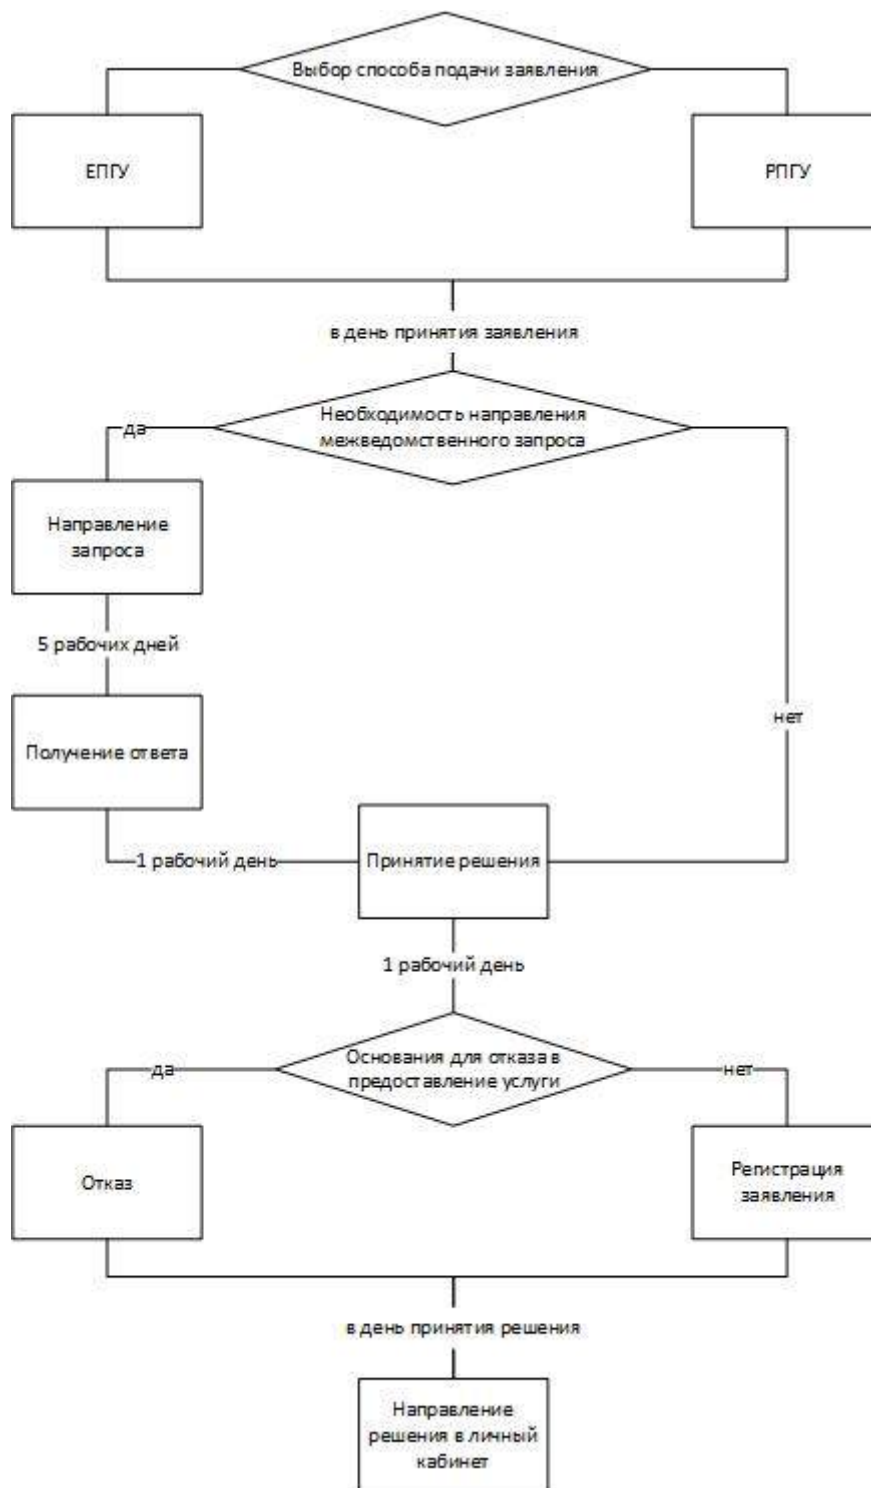 Выбор способа подачи заявления
ЕПГУ
РПГУ
в день принятия заявления
Необходимость направления
межведомственного запроса
да
Направление
запроса
5 рабочих дней
нет
Получение ответа
1 рабочий день
Принятие решения
1 рабочий день
Основания для отказа в
предоставление услуги
да
нет
Отказ
Регистрация
заявления
в день принятия решения
Направление
решения в личный
кабинет